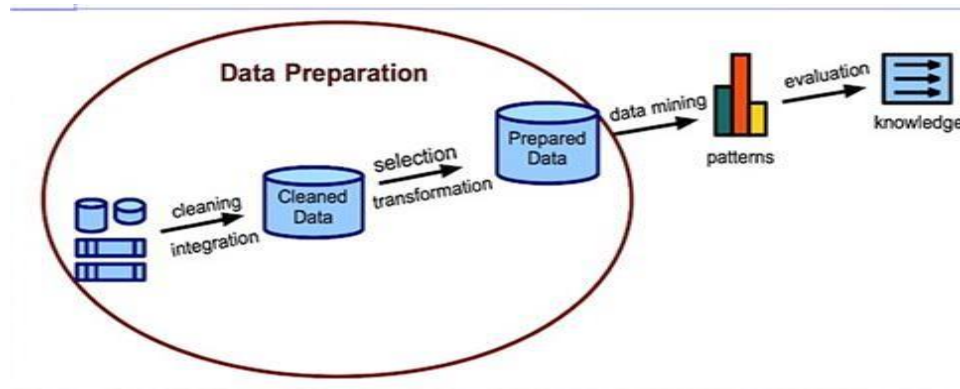 Data Preparation
cleaning
integration
Cleaned
Data
selection
transformation
Prepared
Data
data mining
patterns
evaluation
knowledge